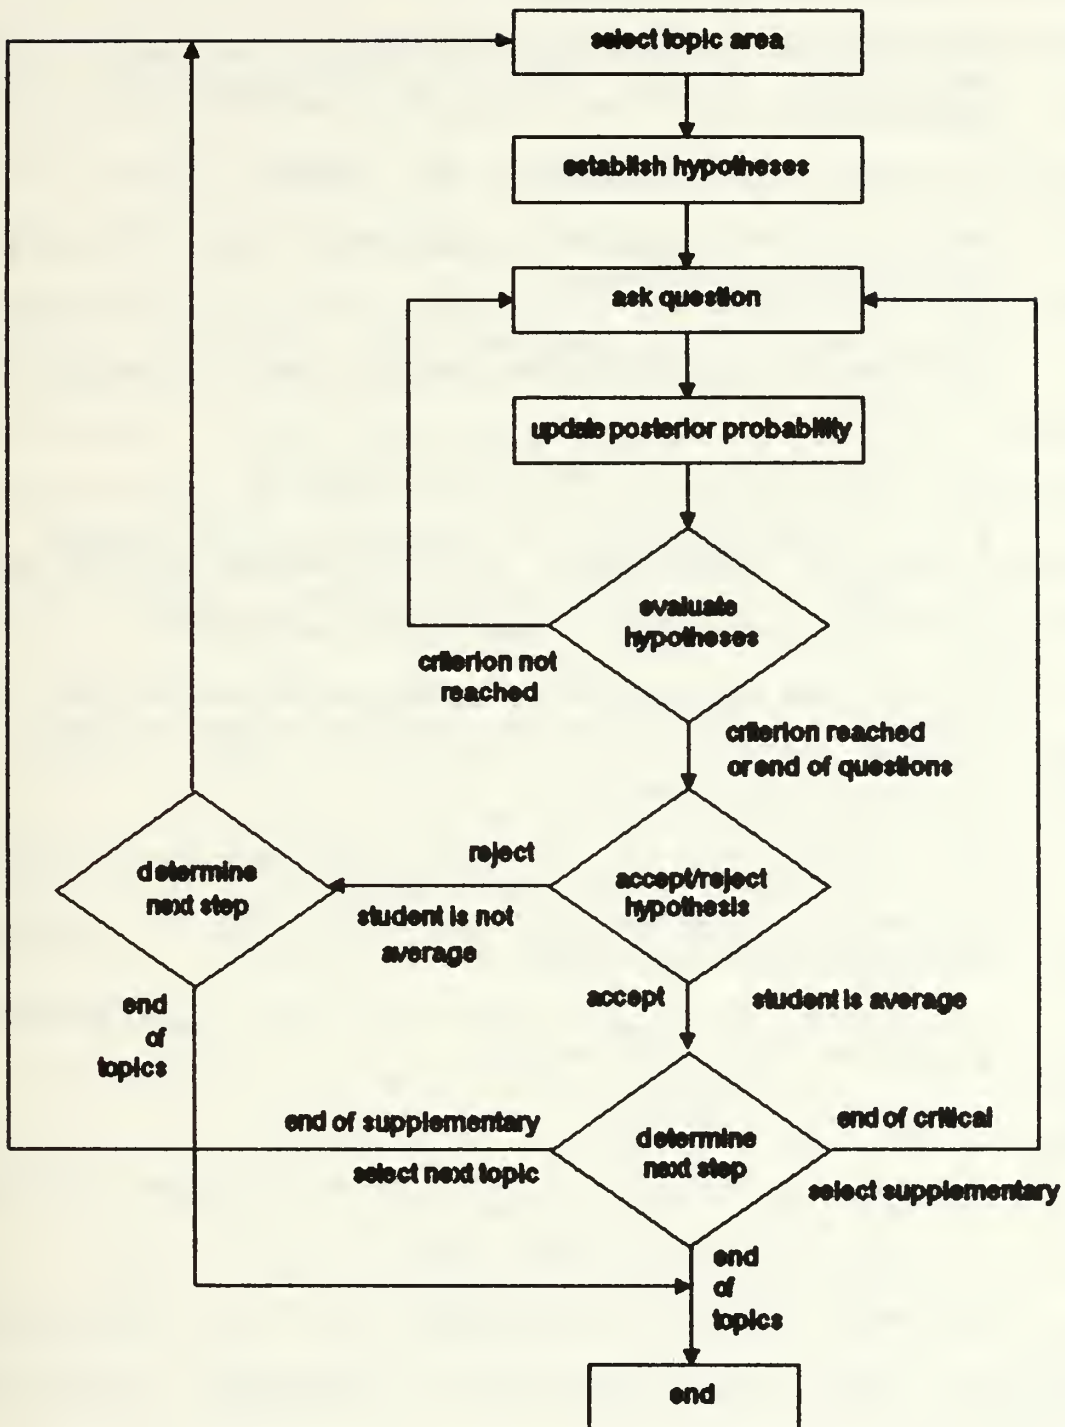 select topic area
establish hypotheses
ask question
update posterior probability
evaluate
hypotheses
criterion not
reached
criterion reached
or end of questions
determine
next step
reject
student is not
average
accept/reject
hypothesis
accept
student is average
end
of
topics
end of supplementary
select next topic
determine
next step
end of critical
select supplementary
end
of
topics
end